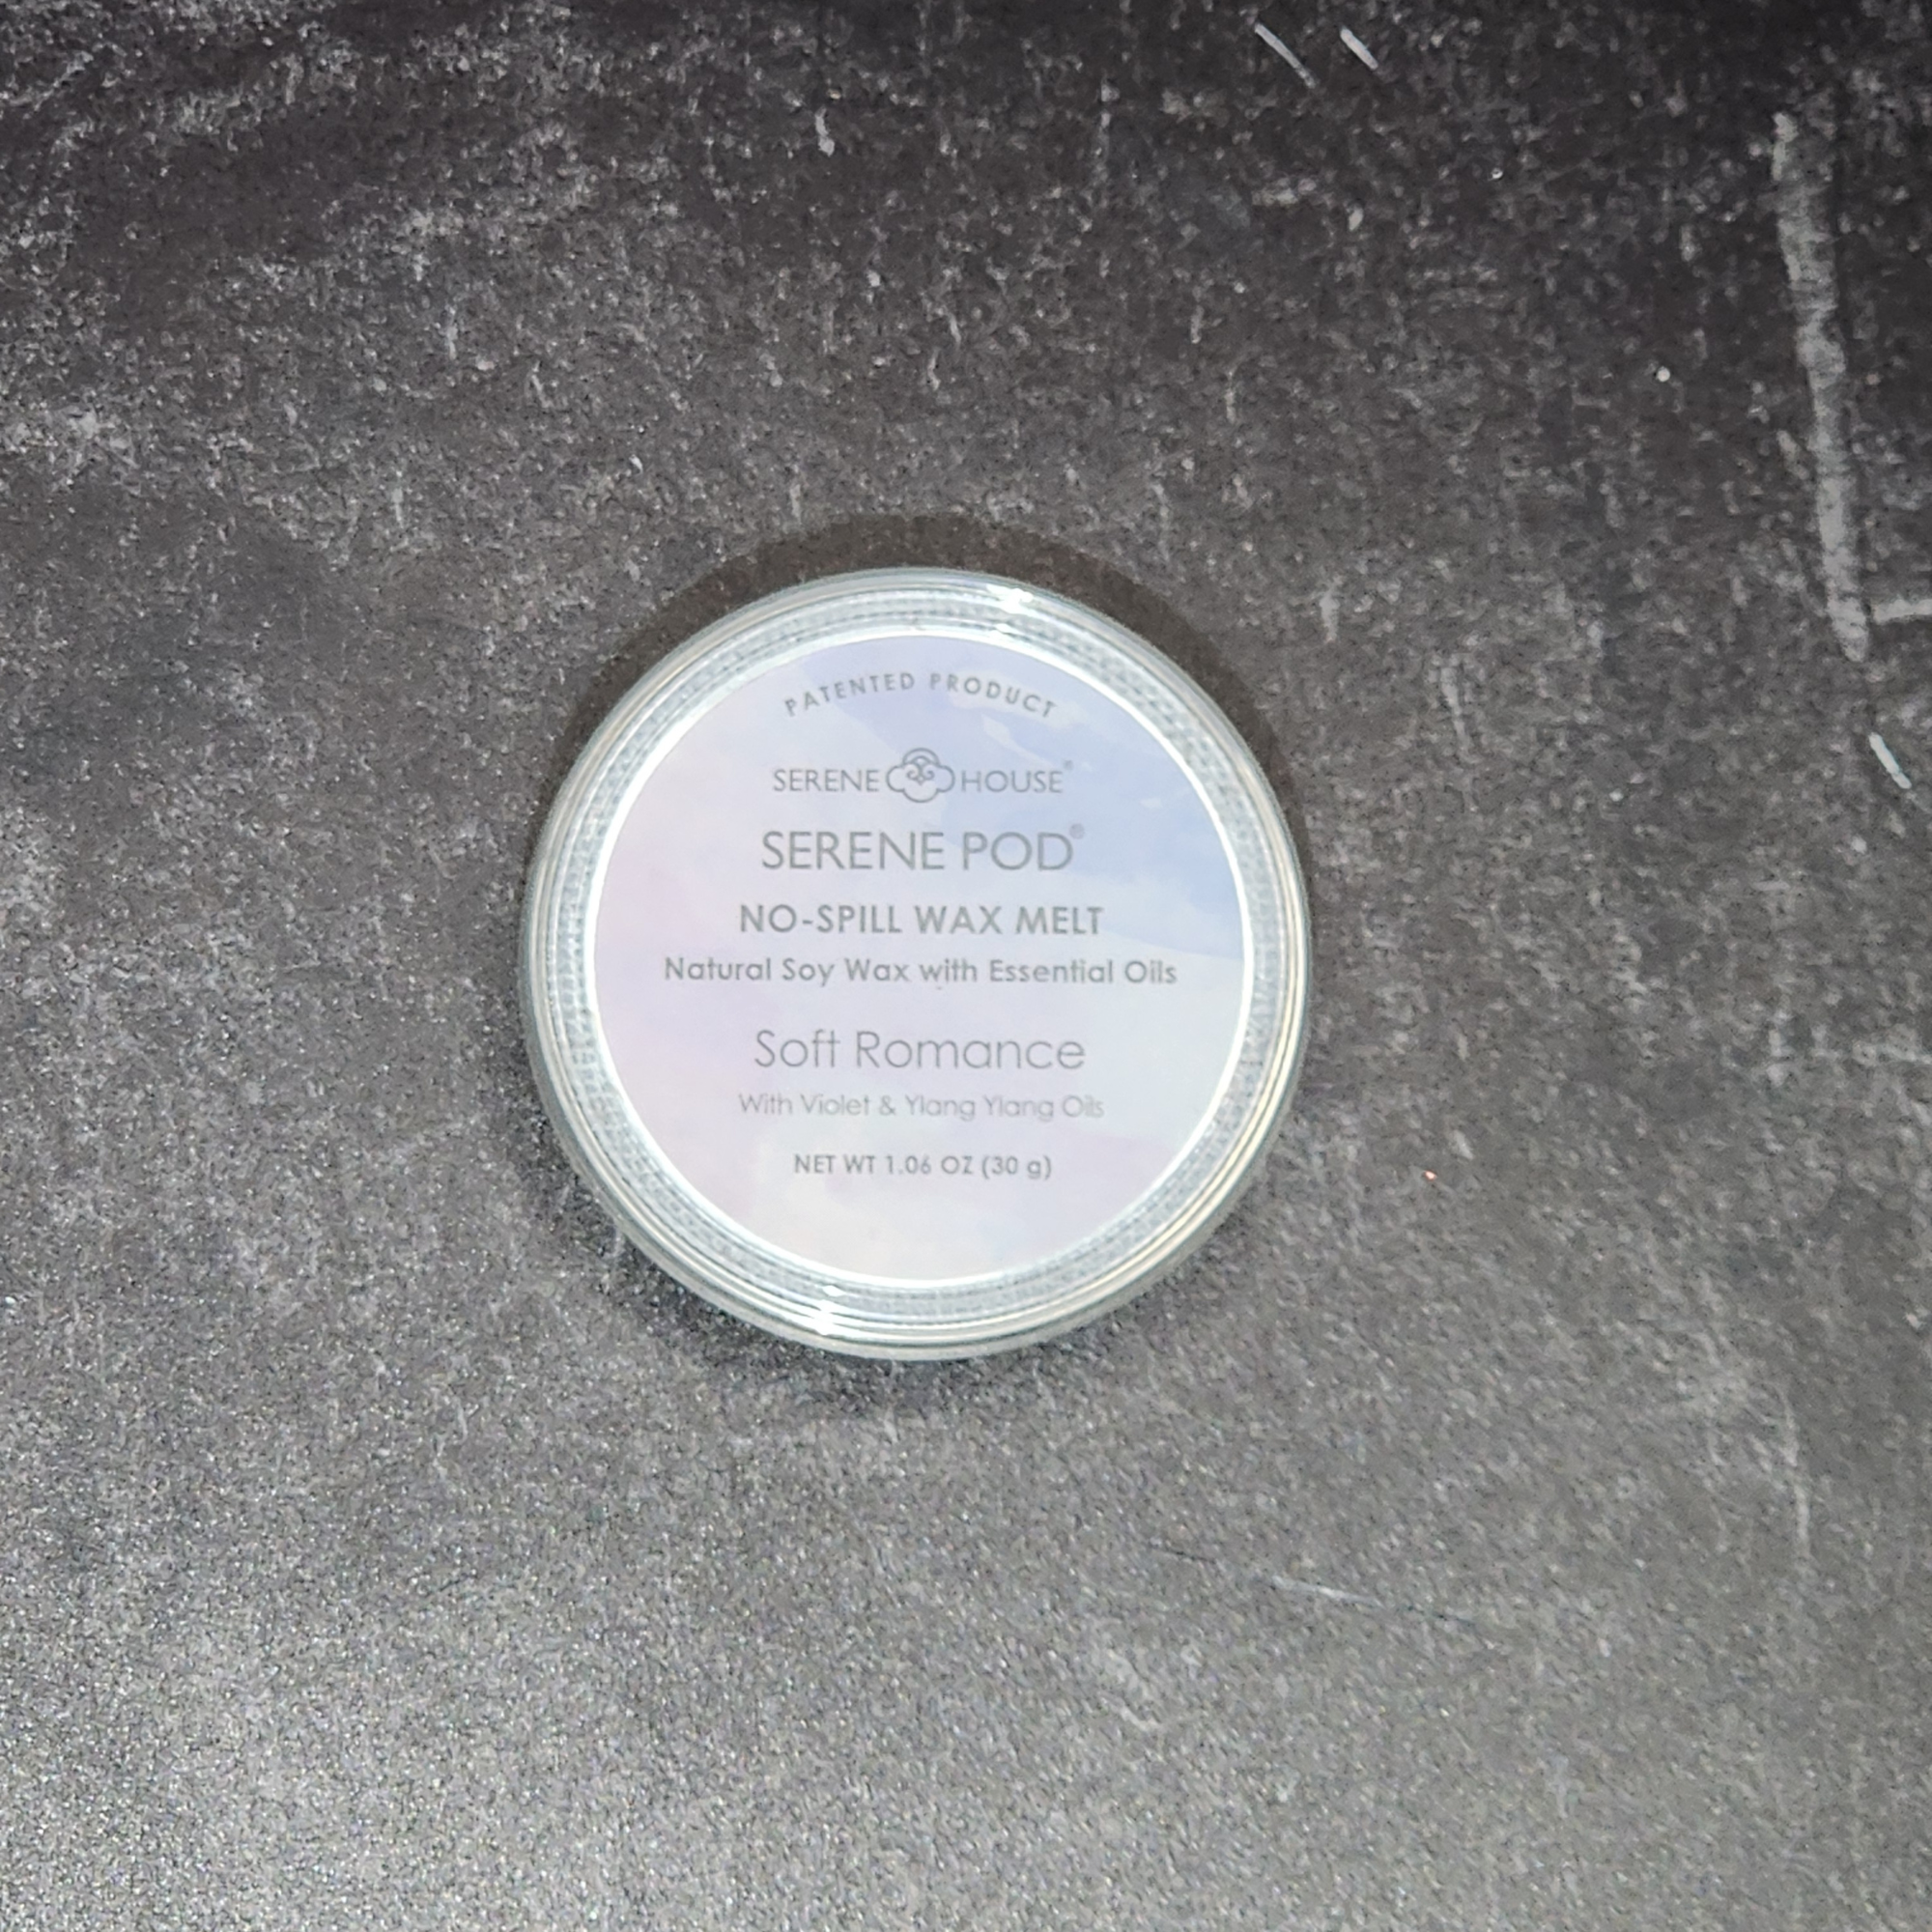 PATENTED PRODUCT
SERENE HOUSE®
SERENE POD®
NO-SPILL WAX MELT
Natural Soy Wax with Essential Oils
Soft Romance
With Violet & Ylang Ylang Oils
NET WT 1.06 OZ (30 g)